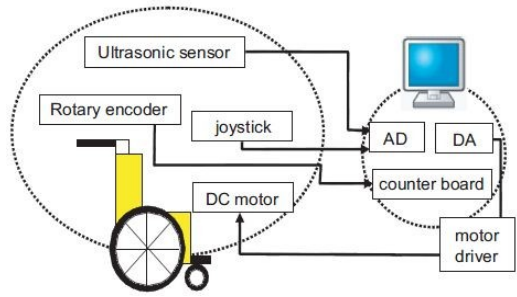 Ultrasonic sensor
Rotary encoder
joystick
AD
DA
DC motor
counter board
motor
driver